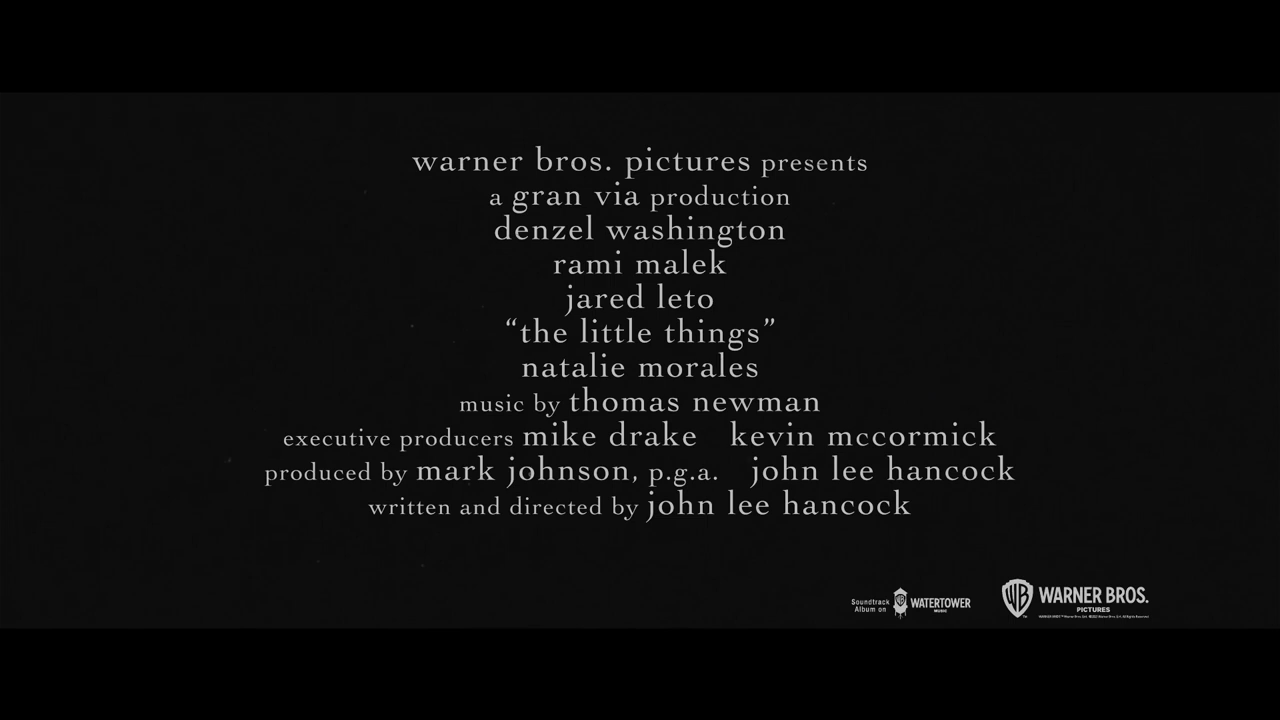 warner bros. pictures presents
a gran via production
denzel washington
rami malek
jared leto
“the little things”
natalie morales
music by thomas newman
executive producers mike drake kevin mccormick
produced by mark johnson, p.g.a. john lee hancock
written and directed by john lee hancock
Soundtrack
Album on
WATERTOWER
MUSIC
WB
WARNER BROS.
PICTURES